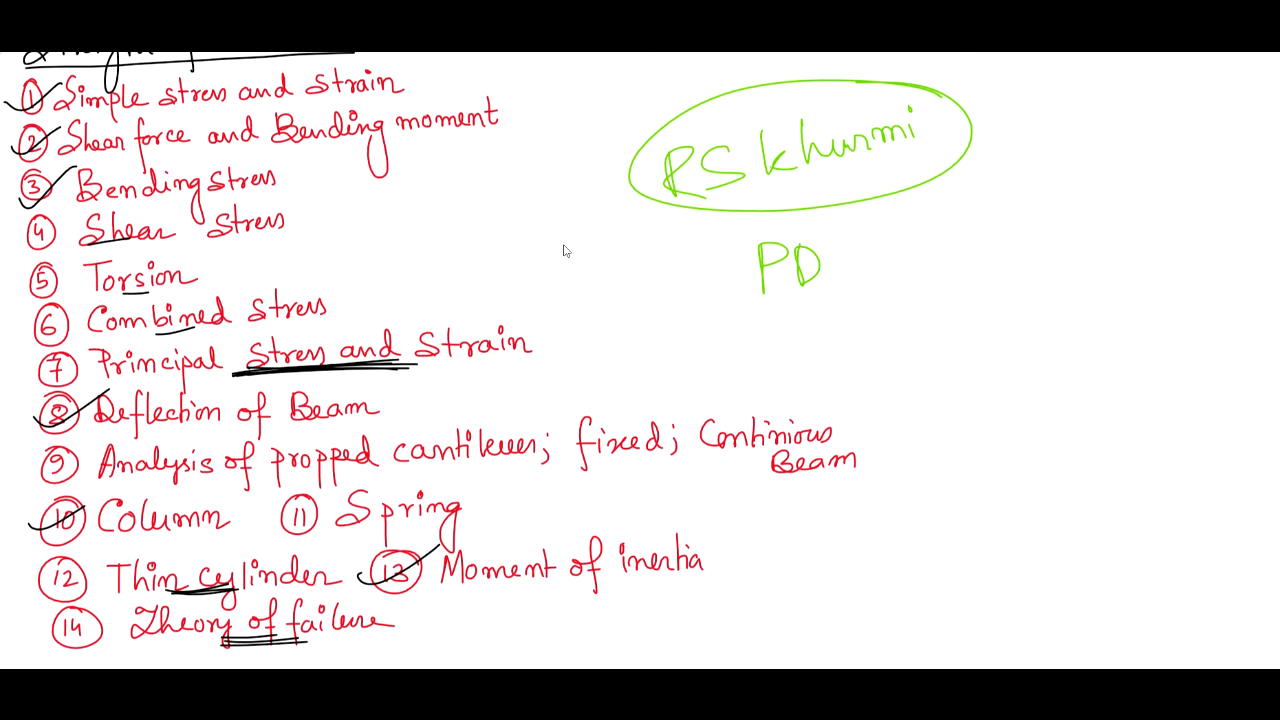 ① Simple stress and strain
② Shear force and Bending moment
③ Bending stress
④ Shear stress
⑤ Torsion
⑥ Combined stress
⑦ Principal stress and strain
⑧ Deflection of Beam
⑨ Analysis of propped cantilever; fixed; Continious
Beam
⑩ Column ⑪ Spring
⑫ Thin cylinder ⑬ Moment of inertia
⑭ Theory of failure
RS Khurmi
PD